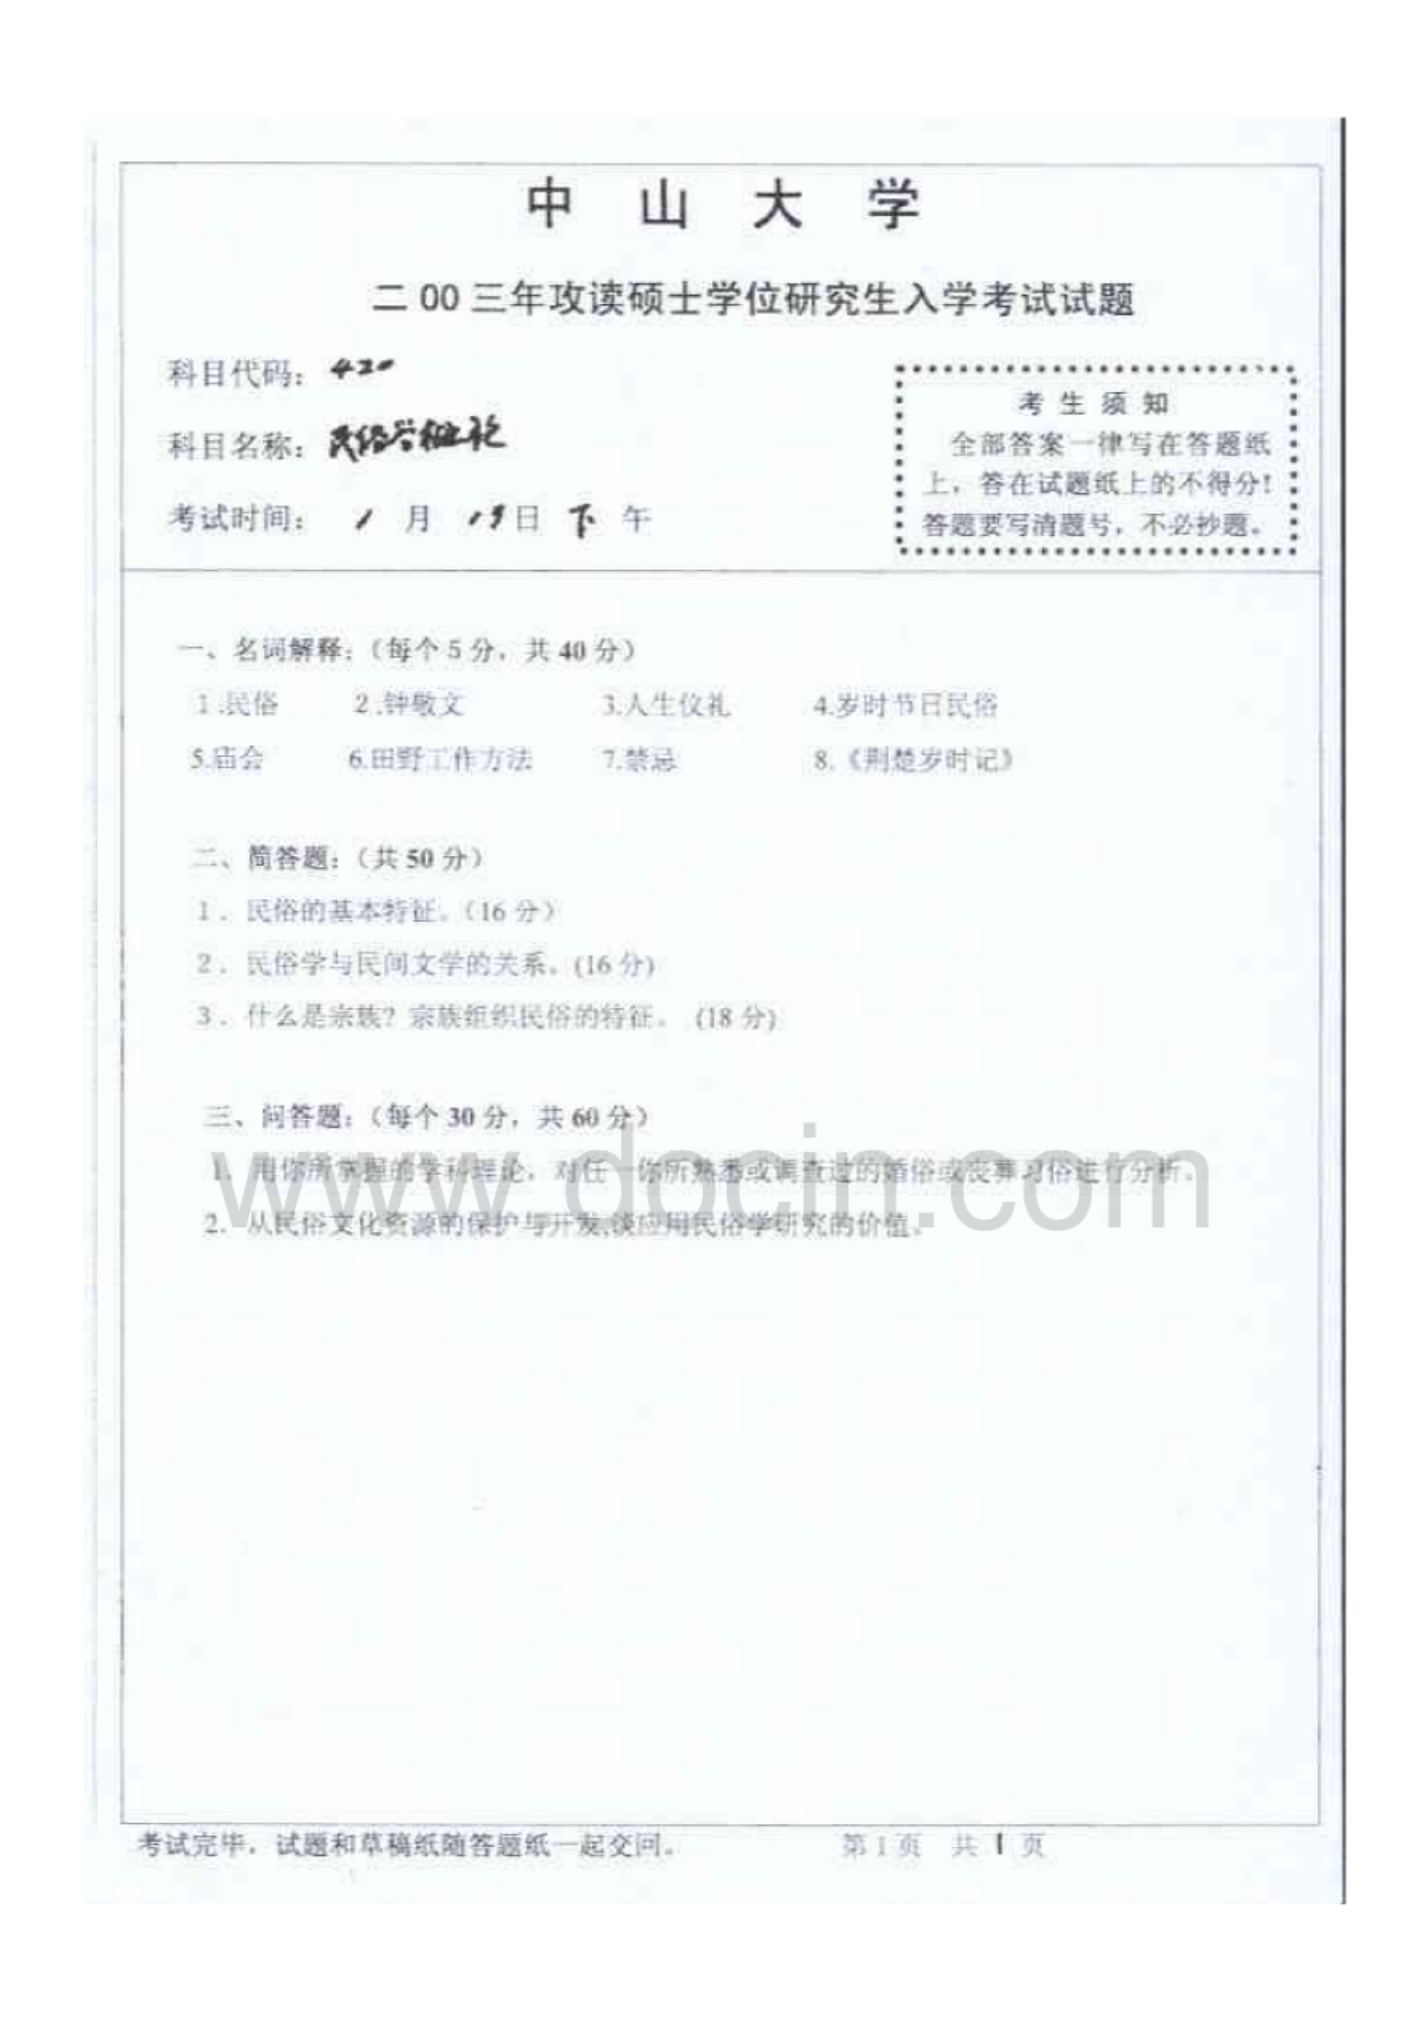 中 山 大 学
二00三年攻读硕士学位研究生入学考试试题
科目代码：420
科目名称：民俗学概论
考试时间： 1 月 19日 下 午
考 生 须 知
全部答案一律写在答题纸
上，答在试题纸上的不得分！
答题要写清题号，不必抄题。
一、名词解释：（每个5分，共40分）
1.民俗 2.钟敬文 3.人生仪礼 4.岁时节日民俗
5.庙会 6.田野工作方法 7.禁忌 8.《荆楚岁时记》
二、简答题：（共50分）
1．民俗的基本特征。（16分）
2．民俗学与民间文学的关系。(16分)
3．什么是宗族？宗族组织民俗的特征。 (18分)
三、问答题：（每个30分，共60分）
1. 用你所掌握的学科理论，对任一你所熟悉或调查过的婚俗或丧葬习俗进行分析。
2. 从民俗文化资源的保护与开发,谈应用民俗学研究的价值。
www.docin.com
考试完毕，试题和草稿纸随答题纸一起交回。 第1页 共1页